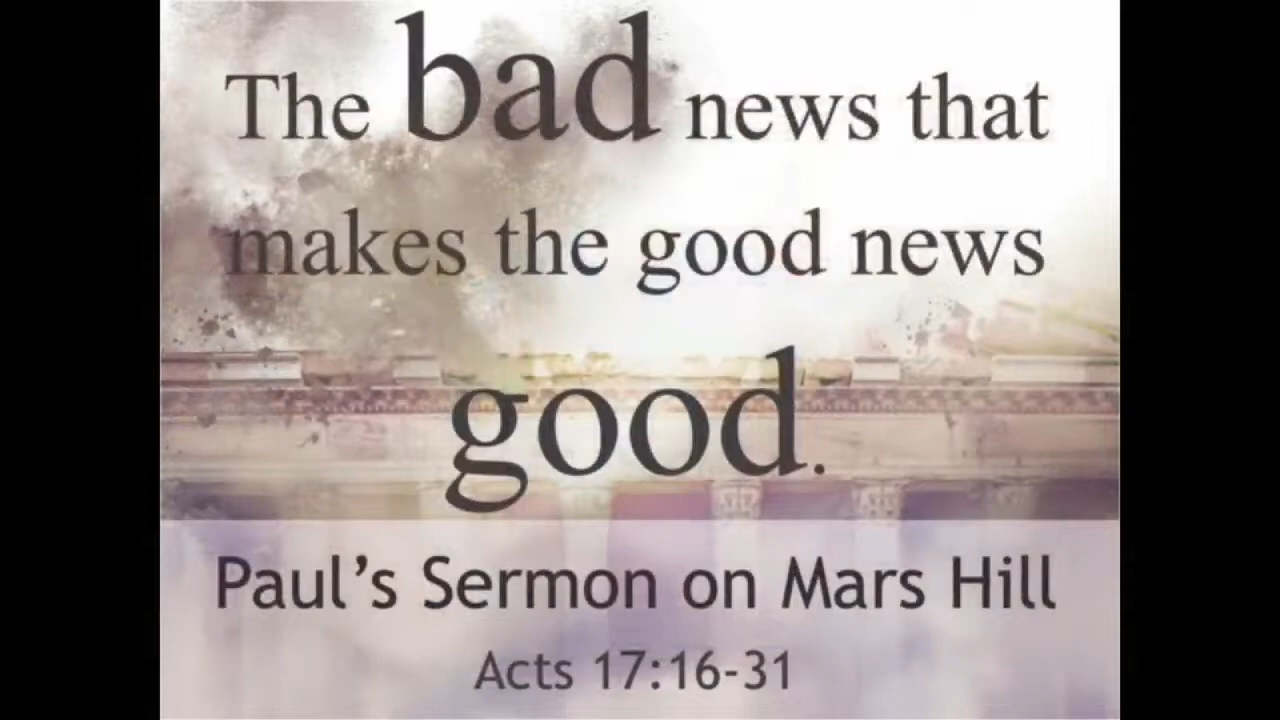 The bad news that
makes the good news
good.
Paul's Sermon on Mars Hill
Acts 17:16-31